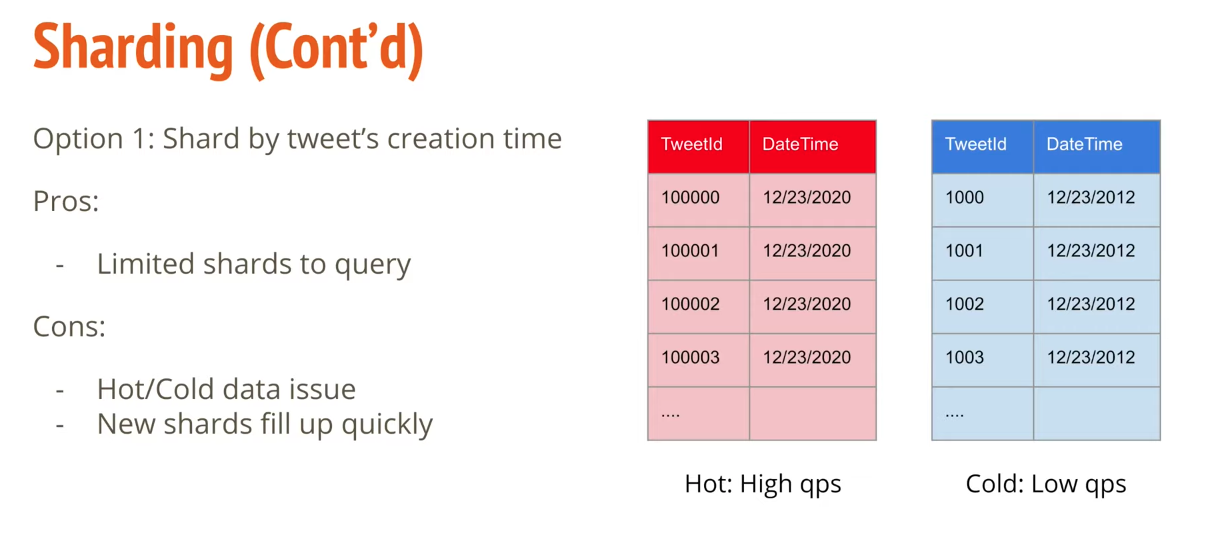 Sharding (Cont’d)
Option 1: Shard by tweet’s creation time
Pros:
- Limited shards to query
Cons:
- Hot/Cold data issue
- New shards fill up quickly
TweetId DateTime
100000 12/23/2020
100001 12/23/2020
100002 12/23/2020
100003 12/23/2020
....
Hot: High qps
TweetId DateTime
1000 12/23/2012
1001 12/23/2012
1002 12/23/2012
1003 12/23/2012
....
Cold: Low qps